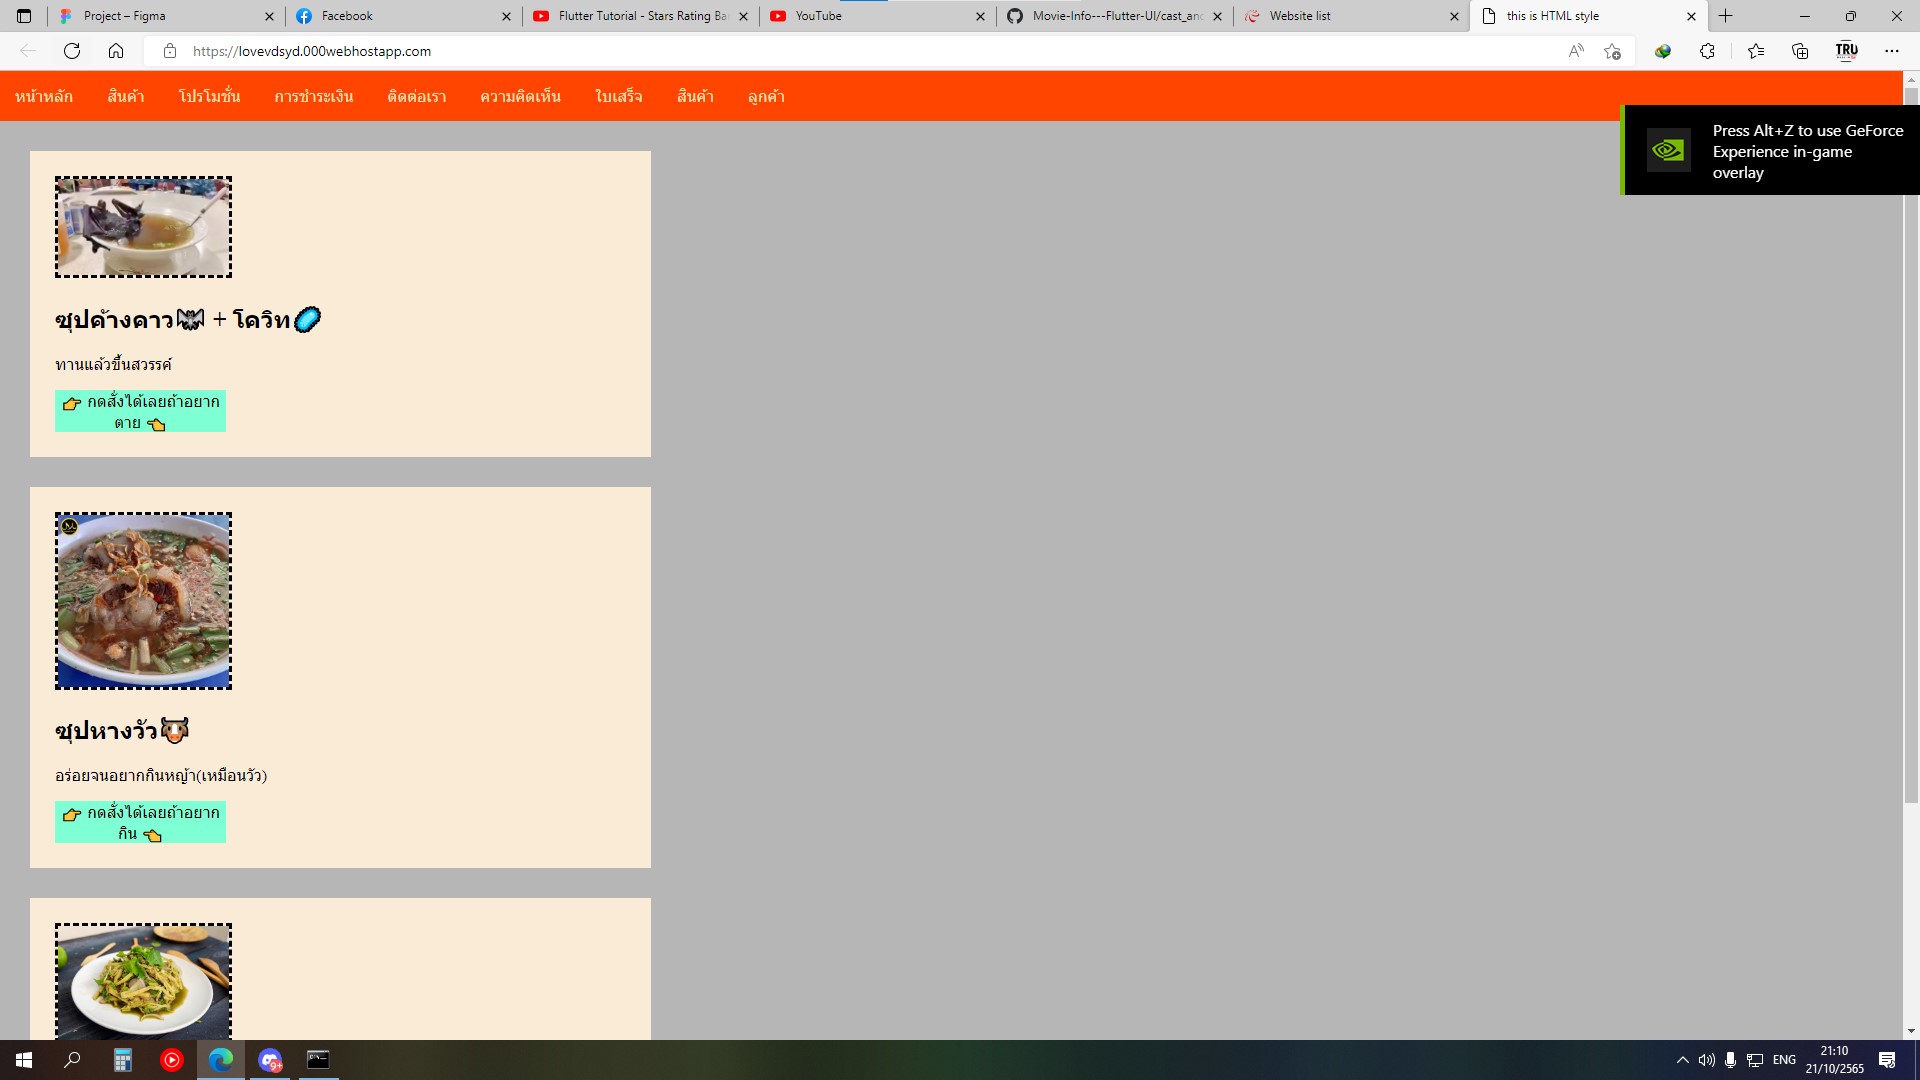 Project – Figma
Facebook
Flutter Tutorial - Stars Rating Ba
YouTube
Movie-Info---Flutter-UI/cast_an
Website list
this is HTML style
https://lovevdsyd.000webhostapp.com
TRU
หน้าหลัก สินค้า โปรโมชั่น การชำระเงิน ติดต่อเรา ความคิดเห็น ใบเสร็จ สินค้า ลูกค้า
Press Alt+Z to use GeForce
Experience in-game
overlay
ซุปค้างคาว🦇 + โควิท🦠
ทานแล้วขึ้นสวรรค์
👉 กดสั่งได้เลยถ้าอยาก
ตาย 👈
ซุปหางวัว🐮
อร่อยจนอยากกินหญ้า(เหมือนวัว)
👉 กดสั่งได้เลยถ้าอยาก
กิน 👈
9+
ENG
21:10
21/10/2565